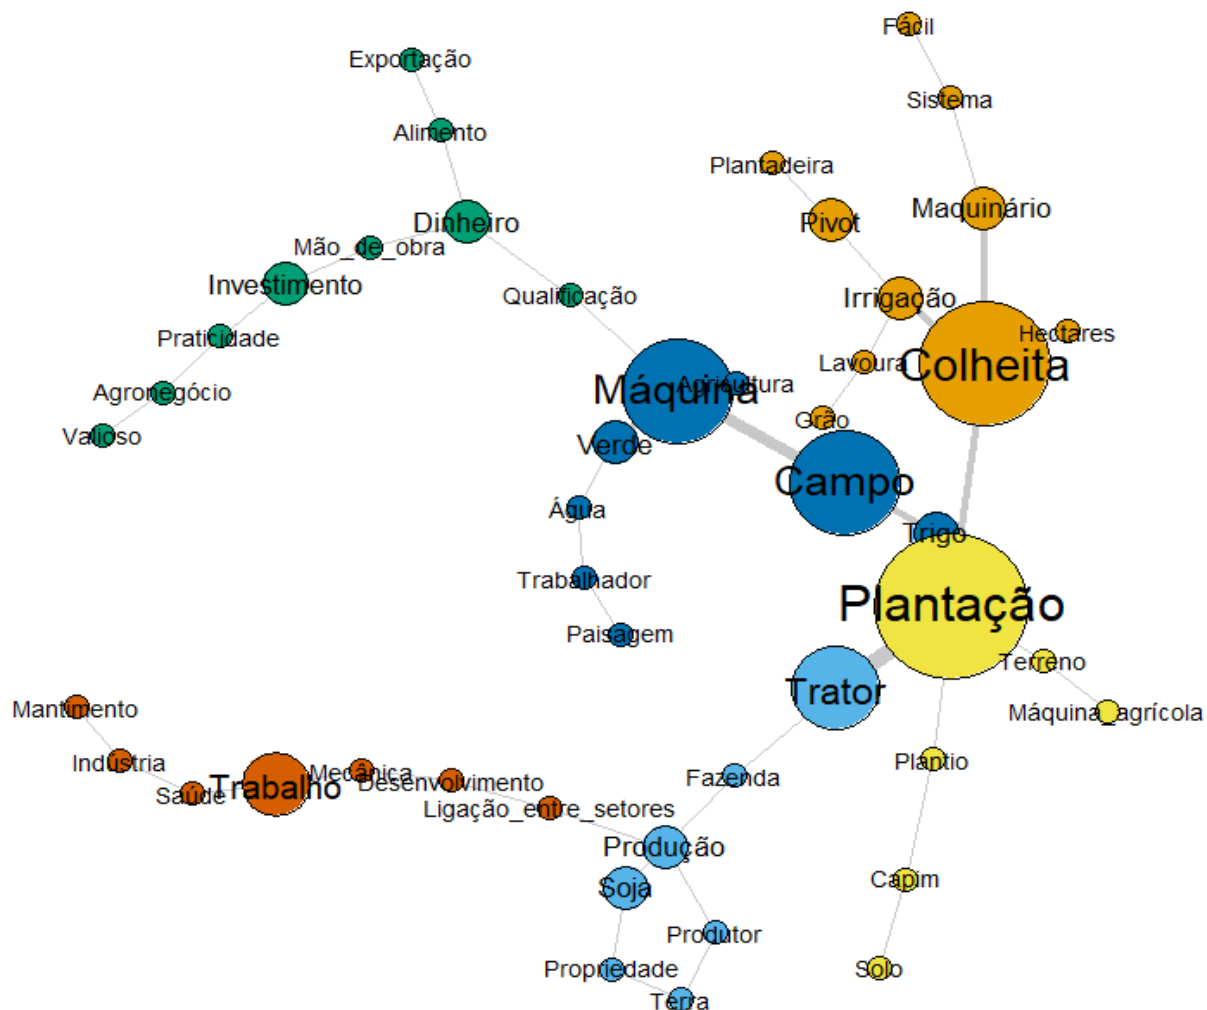 Fácil
Exportação
Sistema
Alimento
Plantadeira
Maquinário
Pivot
Dinheiro
Mão_de_obra
Investimento
Qualificação
Irrigação
Hectares
Praticidade
Lavoura
Colheita
Agricultura
Máquina
Agronegócio
Grão
Valioso
Verde
Campo
Água
Trigo
Trabalhador
Plantação
Paisagem
Terreno
Trator
Mantimento
Máquina_agrícola
Indústria
Plantio
Mecânica
Fazenda
Desenvolvimento
Trabalho
Saúde
Ligação_entre_setores
Produção
Capim
Soja
Produtor
Propriedade
Solo
Terra